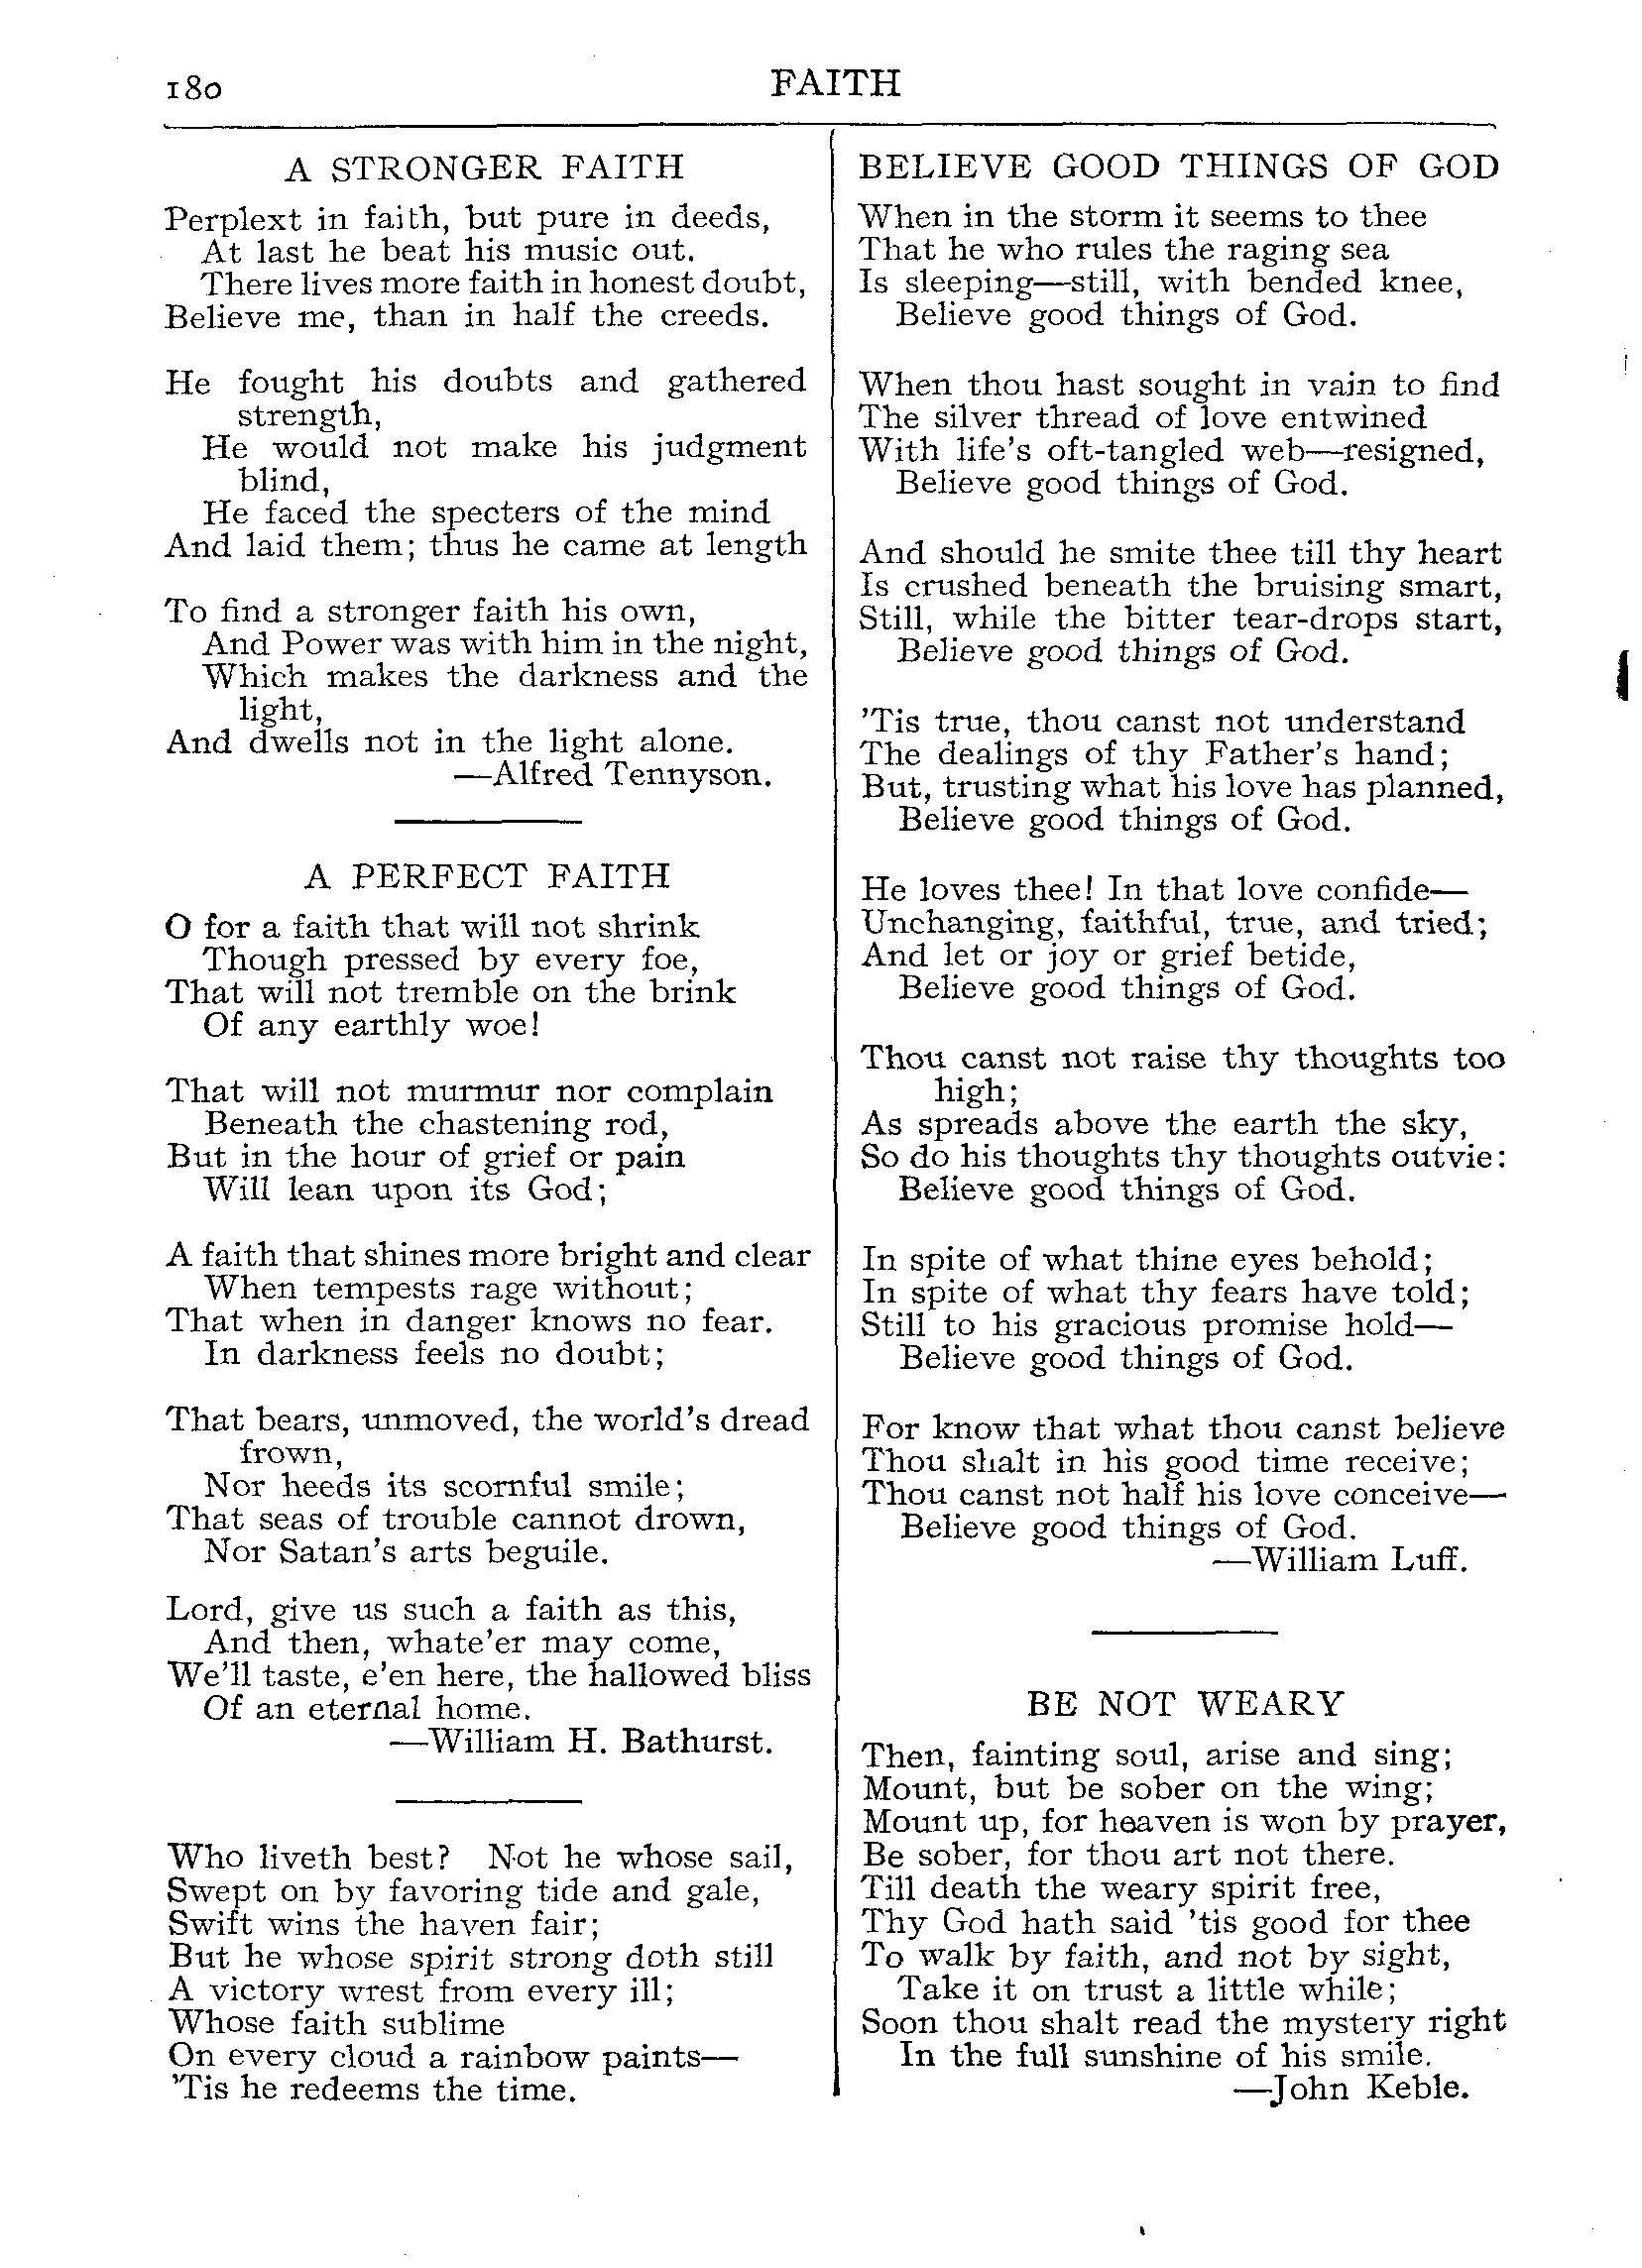 180
FAITH
A STRONGER FAITH
Perplext in faith, but pure in deeds,
At last he beat his music out.
There lives more faith in honest doubt,
Believe me, than in half the creeds.
He fought his doubts and gathered
strength,
He would not make his judgment
blind,
He faced the specters of the mind
And laid them; thus he came at length
To find a stronger faith his own,
And Power was with him in the night,
Which makes the darkness and the
light,
And dwells not in the light alone.
—Alfred Tennyson.
A PERFECT FAITH
O for a faith that will not shrink
Though pressed by every foe,
That will not tremble on the brink
Of any earthly woe!
That will not murmur nor complain
Beneath the chastening rod,
But in the hour of grief or pain
Will lean upon its God;
A faith that shines more bright and clear
When tempests rage without;
That when in danger knows no fear.
In darkness feels no doubt;
That bears, unmoved, the world's dread
frown,
Nor heeds its scornful smile;
That seas of trouble cannot drown,
Nor Satan's arts beguile.
Lord, give us such a faith as this,
And then, whate'er may come,
We'll taste, e'en here, the hallowed bliss
Of an eternal home.
—William H. Bathurst.
Who liveth best? Not he whose sail,
Swept on by favoring tide and gale,
Swift wins the haven fair;
But he whose spirit strong doth still
A victory wrest from every ill;
Whose faith sublime
On every cloud a rainbow paints—
'Tis he redeems the time.
BELIEVE GOOD THINGS OF GOD
When in the storm it seems to thee
That he who rules the raging sea
Is sleeping—still, with bended knee,
Believe good things of God.
When thou hast sought in vain to find
The silver thread of love entwined
With life's oft-tangled web—resigned,
Believe good things of God.
And should he smite thee till thy heart
Is crushed beneath the bruising smart,
Still, while the bitter tear-drops start,
Believe good things of God.
'Tis true, thou canst not understand
The dealings of thy Father's hand;
But, trusting what his love has planned,
Believe good things of God.
He loves thee! In that love confide—
Unchanging, faithful, true, and tried;
And let or joy or grief betide,
Believe good things of God.
Thou canst not raise thy thoughts too
high;
As spreads above the earth the sky,
So do his thoughts thy thoughts outvie:
Believe good things of God.
In spite of what thine eyes behold;
In spite of what thy fears have told;
Still to his gracious promise hold—
Believe good things of God.
For know that what thou canst believe
Thou shalt in his good time receive;
Thou canst not half his love conceive—
Believe good things of God.
—William Luff.
BE NOT WEARY
Then, fainting soul, arise and sing;
Mount, but be sober on the wing;
Mount up, for heaven is won by prayer,
Be sober, for thou art not there.
Till death the weary spirit free,
Thy God hath said 'tis good for thee
To walk by faith, and not by sight,
Take it on trust a little while;
Soon thou shalt read the mystery right
In the full sunshine of his smile.
—John Keble.